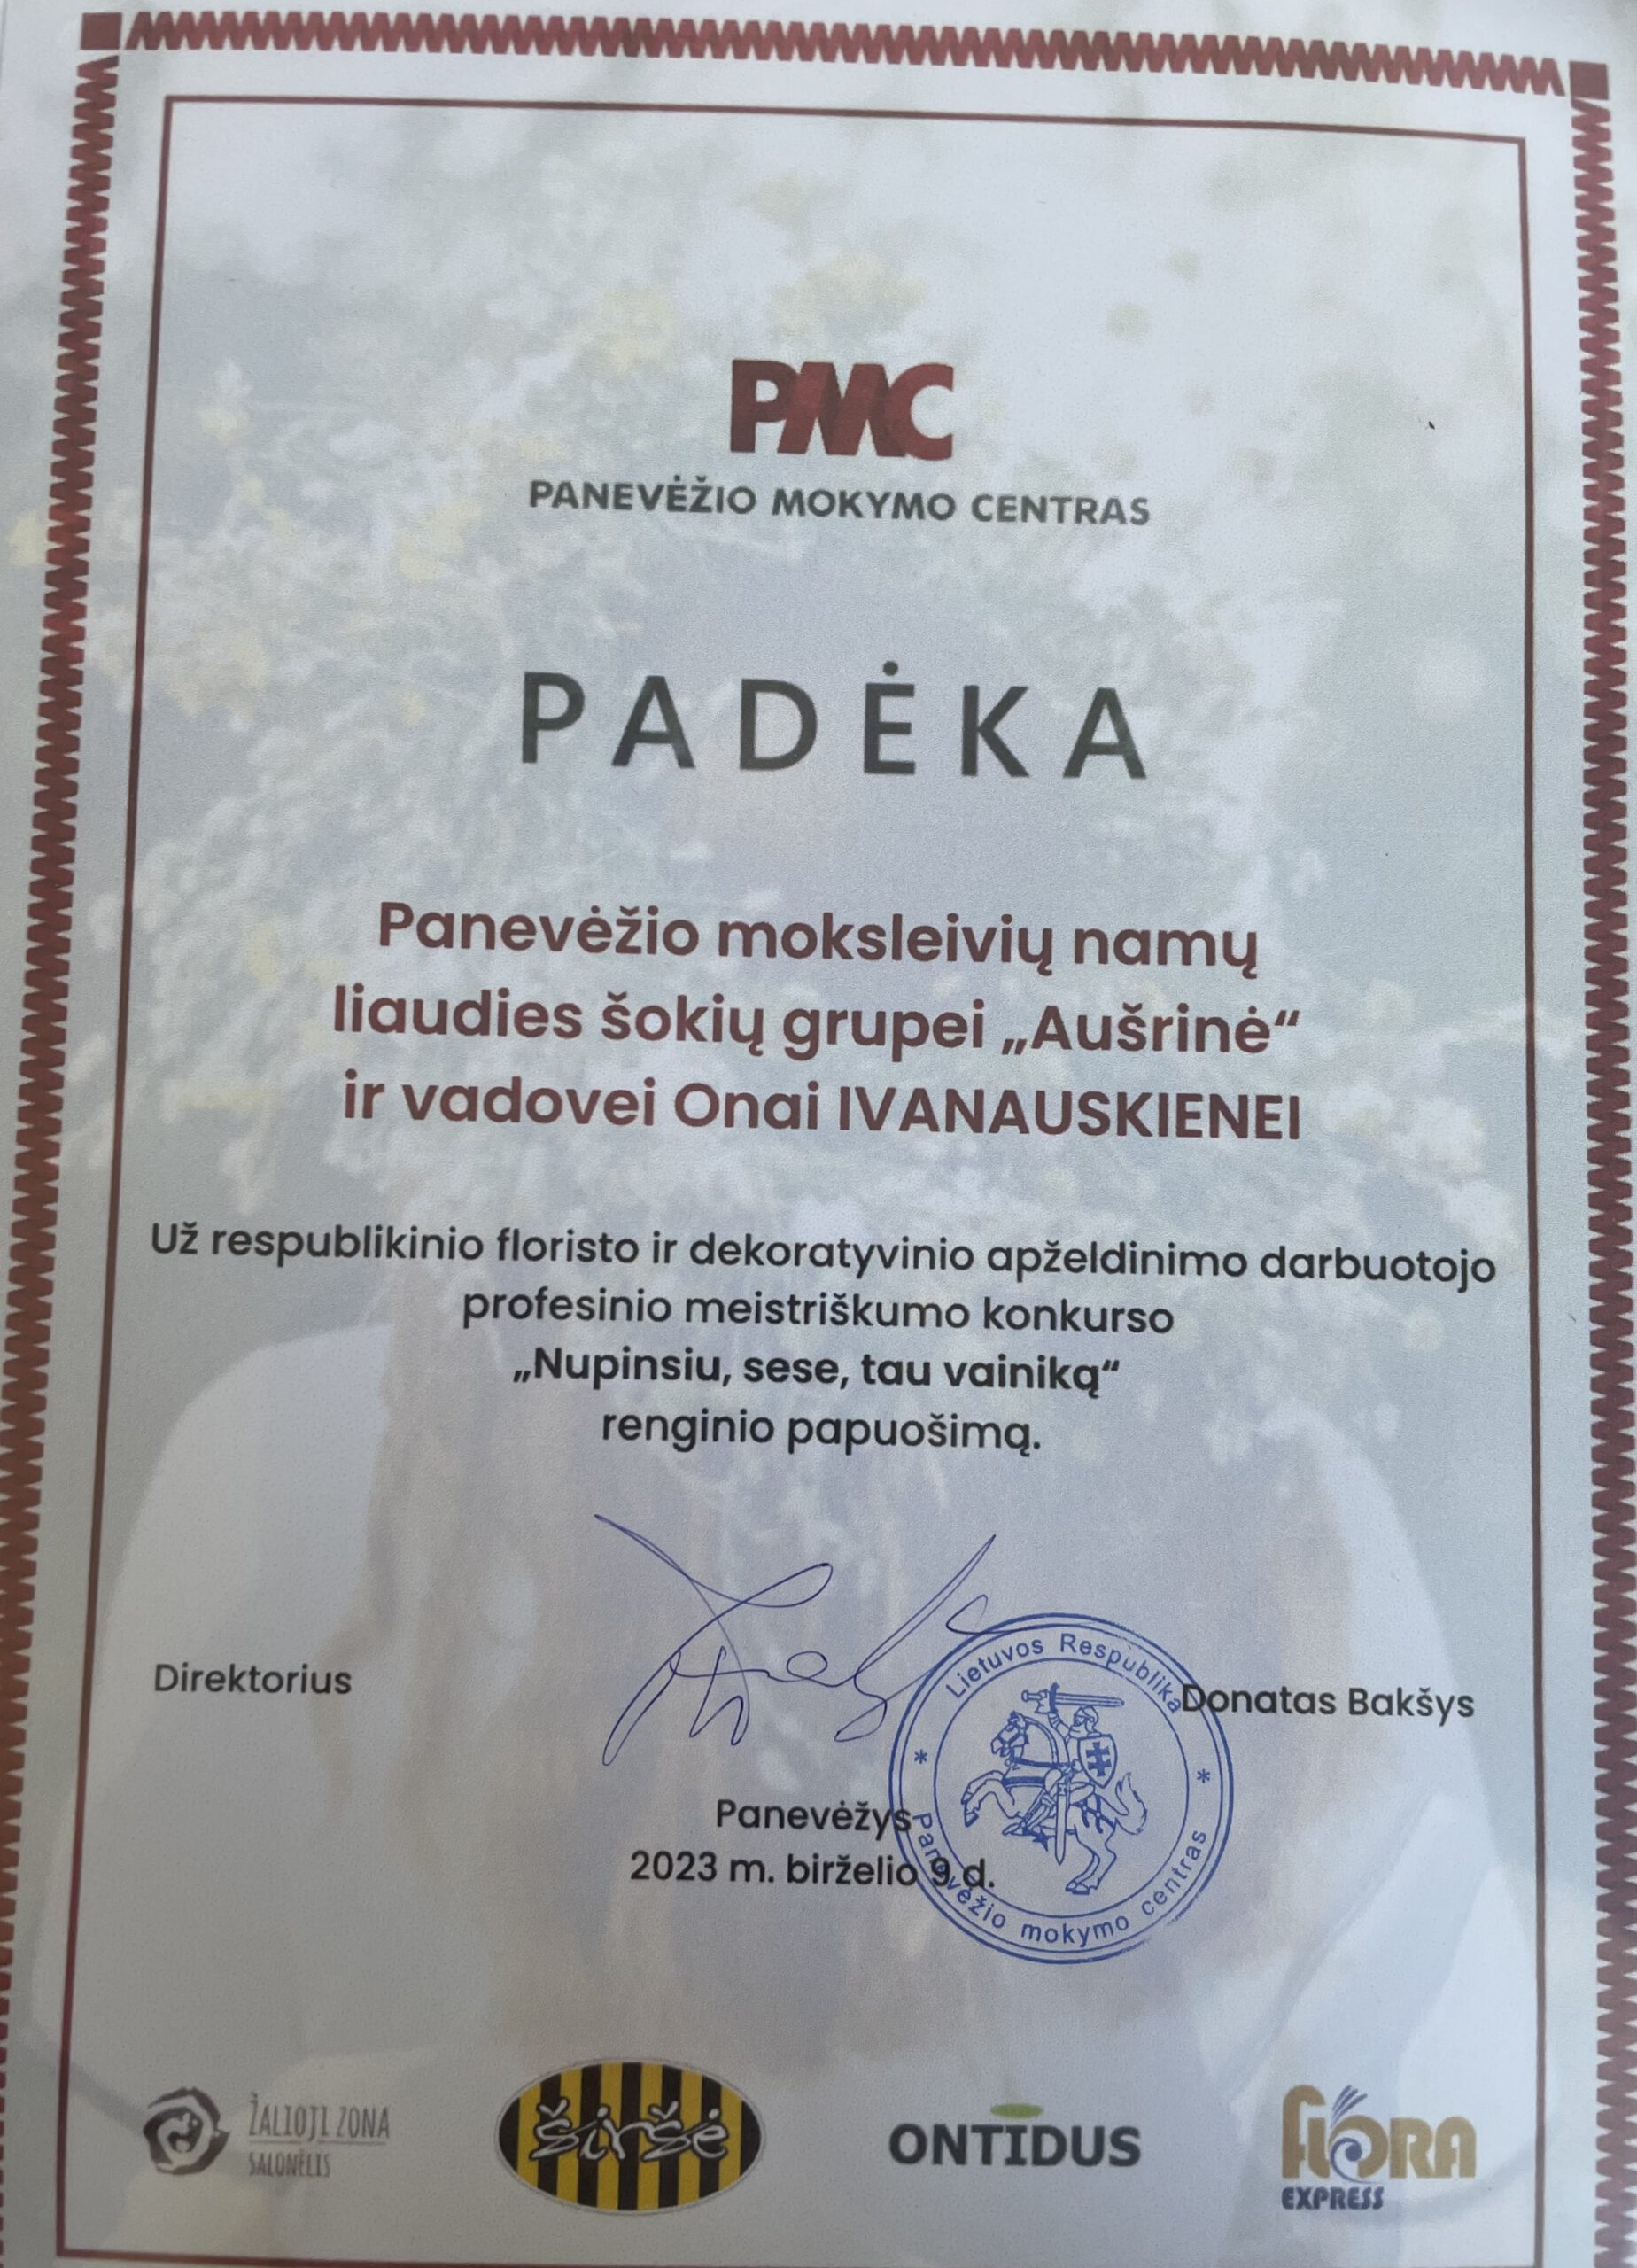 PMC
PANEVĖŽIO MOKYMO CENTRAS
PADĖKA
Panevėžio moksleivių namų
liaudies šokių grupei „Aušrinė“
ir vadovei Onai IVANAUSKIENEI
Už respublikinio floristo ir dekoratyvinio apželdinimo darbuotojo
profesinio meistriškumo konkurso
„Nupinsiu, sese, tau vainiką“
renginio papuošimą.
Direktorius
Donatas Bakšys
Lietuvos Respublika
* Panevėžio mokymo centras *
Panevėžys
2023 m. birželio 9 d.
ŽALIOJI ZONA
SALONĖLIS
širšė
ONTIDUS
FLORA
EXPRESS